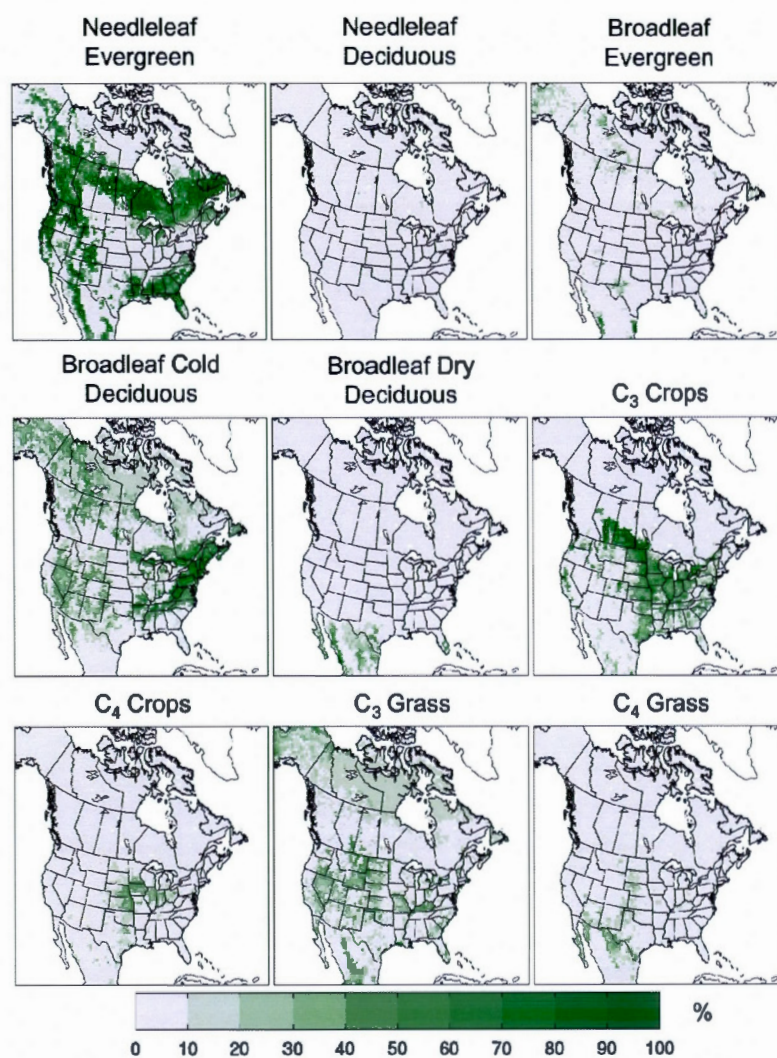 Needleleaf
Evergreen
Needleleaf
Deciduous
Broadleaf
Evergreen
Broadleaf Cold
Deciduous
Broadleaf Dry
Deciduous
C₃ Crops
C₄ Crops
C₃ Grass
C₄ Grass
%
0 10 20 30 40 50 60 70 80 90 100